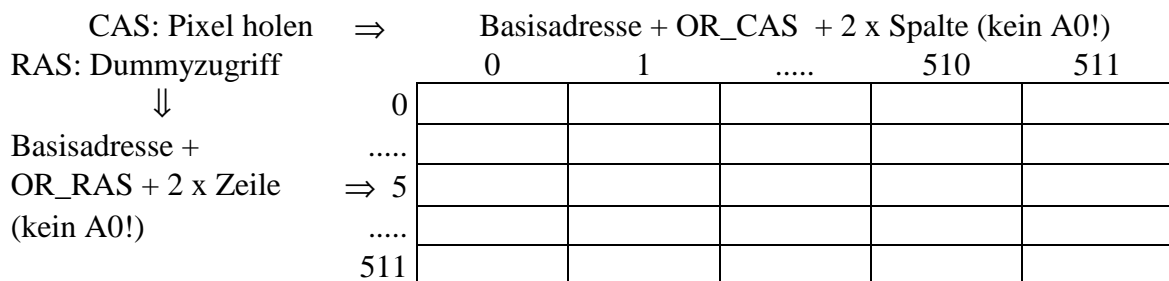 CAS: Pixel holen ⇒ Basisadresse + OR_CAS + 2 x Spalte (kein A0!)
RAS: Dummyzugriff 0 1 ..... 510 511
⇓ 0
Basisadresse + .....
OR_RAS + 2 x Zeile ⇒ 5
(kein A0!) .....
511